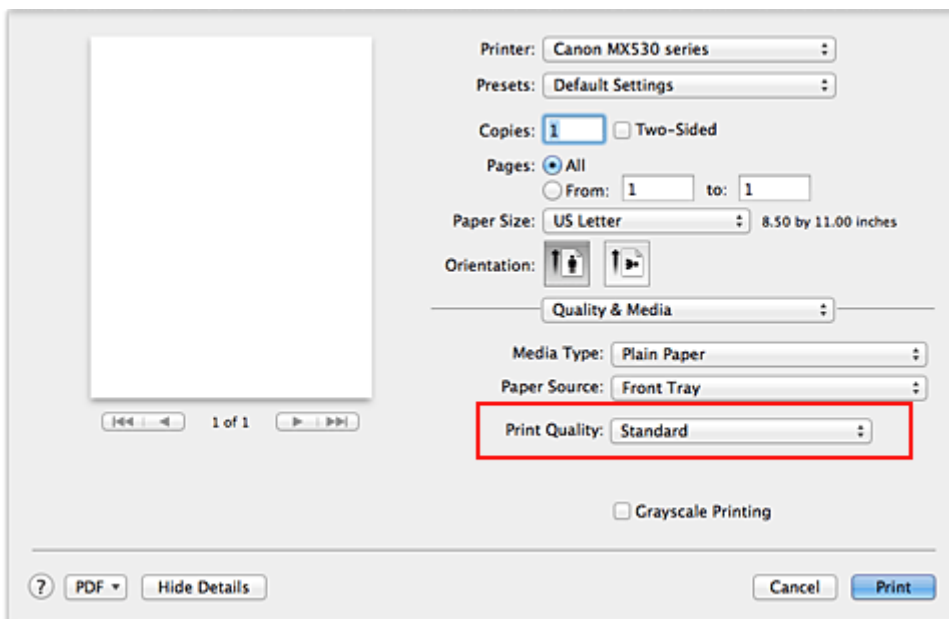 Printer: Canon MX530 series
Presets: Default Settings
Copies: 1 Two-Sided
Pages: All
From: 1 to: 1
Paper Size: US Letter 8.50 by 11.00 inches
Orientation:
Quality & Media
Media Type: Plain Paper
Paper Source: Front Tray
1 of 1
Print Quality: Standard
Grayscale Printing
? PDF Hide Details Cancel Print